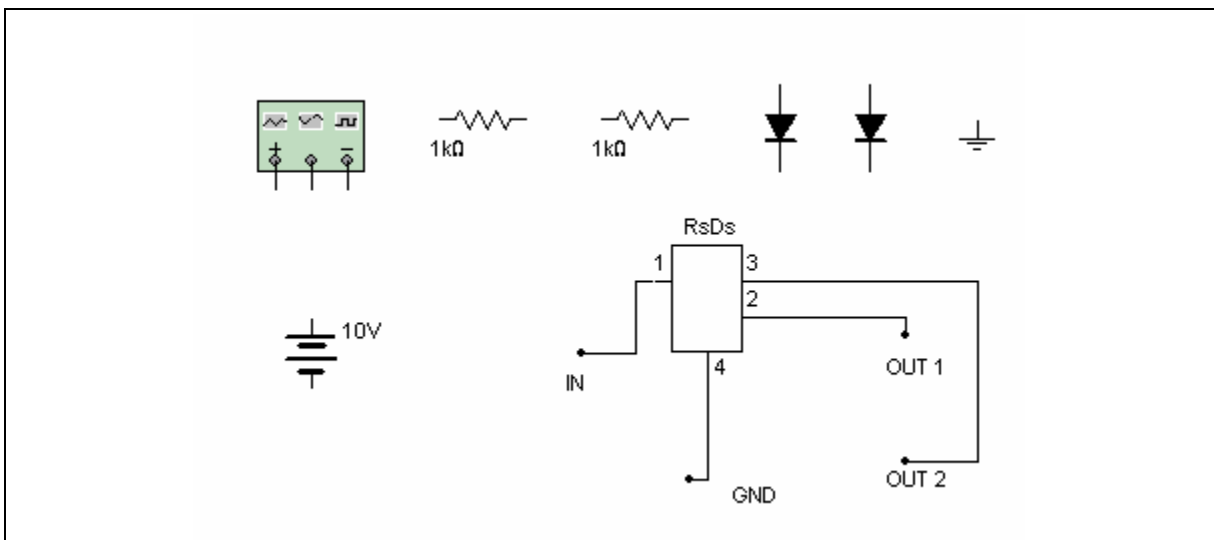 + −
1kΩ
1kΩ
RsDs
1
3
2
10V
4
IN
OUT 1
OUT 2
GND